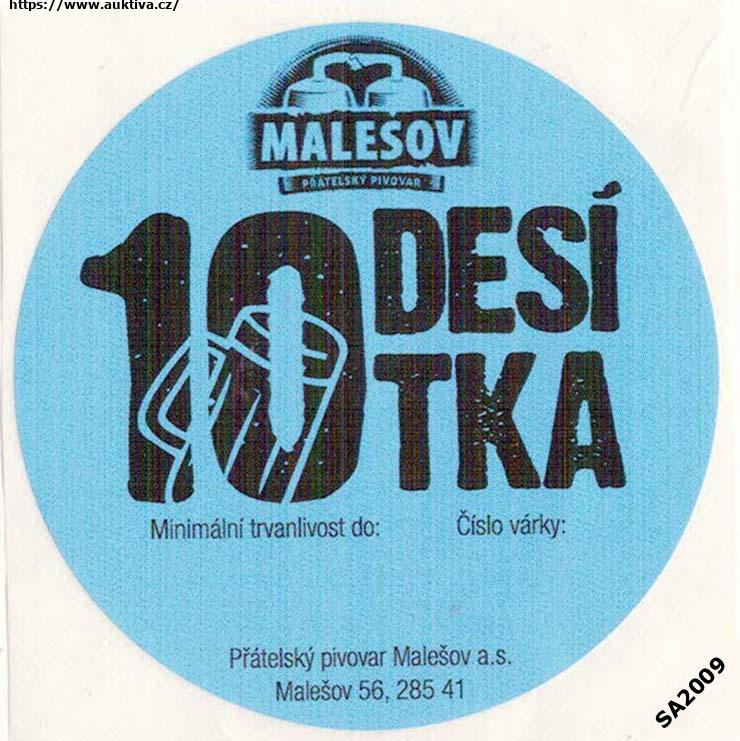 https://www.auktiva.cz/
MALEŠOV
PŘÁTELSKÝ PIVOVAR
10 DESÍ
TKA
Minimální trvanlivost do: Číslo várky:
Přátelský pivovar Malešov a.s.
Malešov 56, 285 41
SA2009